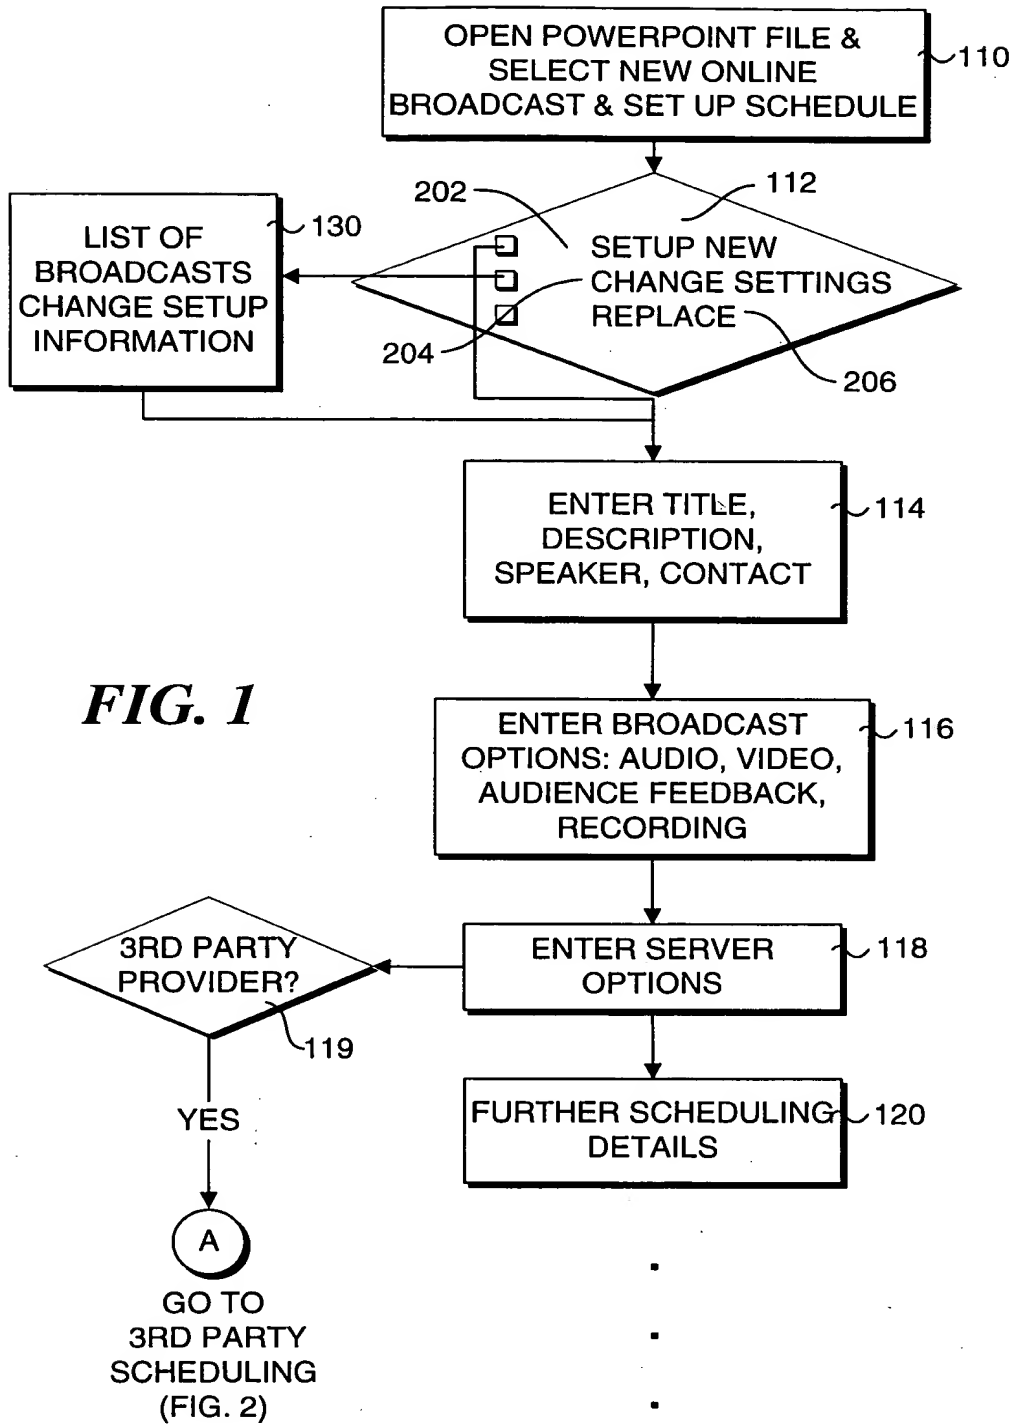 OPEN POWERPOINT FILE &
SELECT NEW ONLINE
BROADCAST & SET UP SCHEDULE
110
112
202
SETUP NEW
CHANGE SETTINGS
REPLACE
204
206
LIST OF
BROADCASTS
CHANGE SETUP
INFORMATION
130
ENTER TITLE,
DESCRIPTION,
SPEAKER, CONTACT
114
FIG. 1
ENTER BROADCAST
OPTIONS: AUDIO, VIDEO,
AUDIENCE FEEDBACK,
RECORDING
116
ENTER SERVER
OPTIONS
118
3RD PARTY
PROVIDER?
119
YES
FURTHER SCHEDULING
DETAILS
120
A
GO TO
3RD PARTY
SCHEDULING
(FIG. 2)